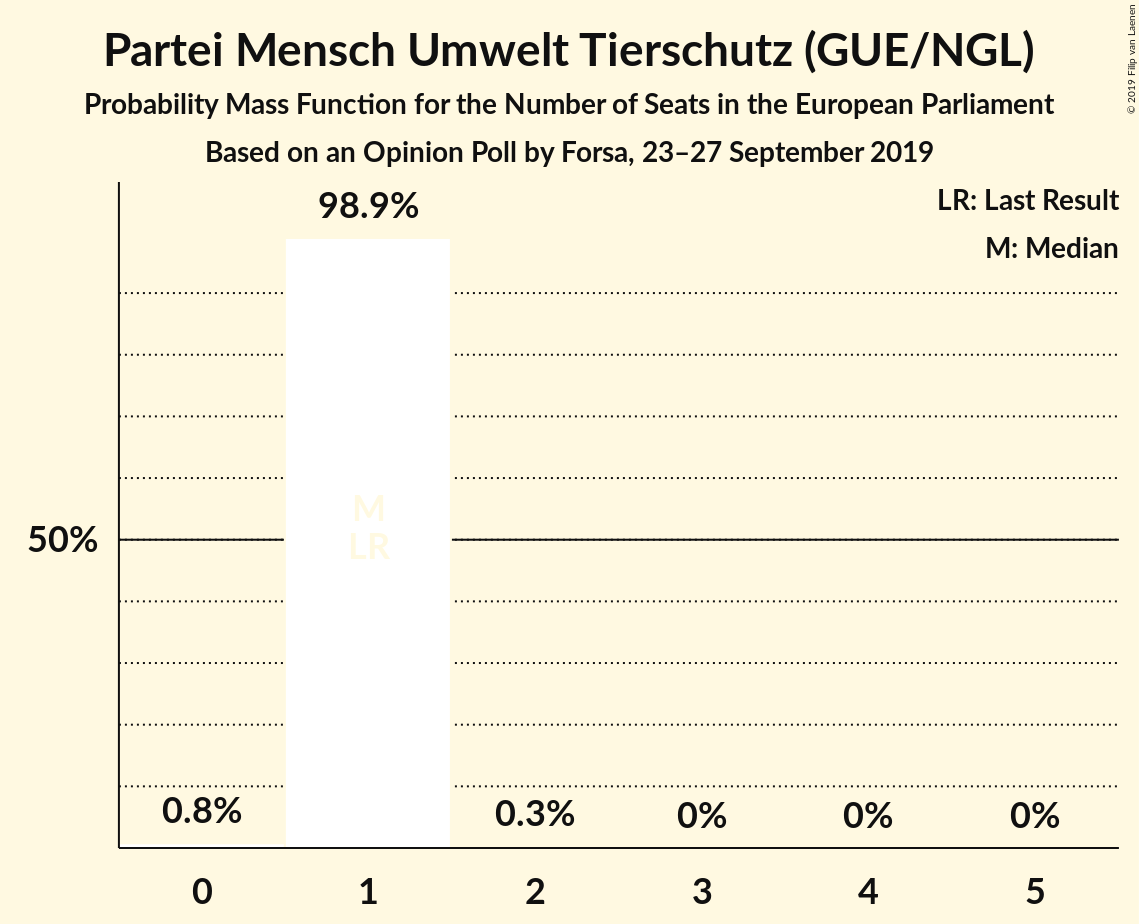 Partei Mensch Umwelt Tierschutz (GUE/NGL)
Probability Mass Function for the Number of Seats in the European Parliament
Based on an Opinion Poll by Forsa, 23–27 September 2019
© 2019 Filip van Laenen
LR: Last Result
M: Median
98.9%
M
LR
50%
0.8%
0.3%
0%
0%
0%
0
1
2
3
4
5